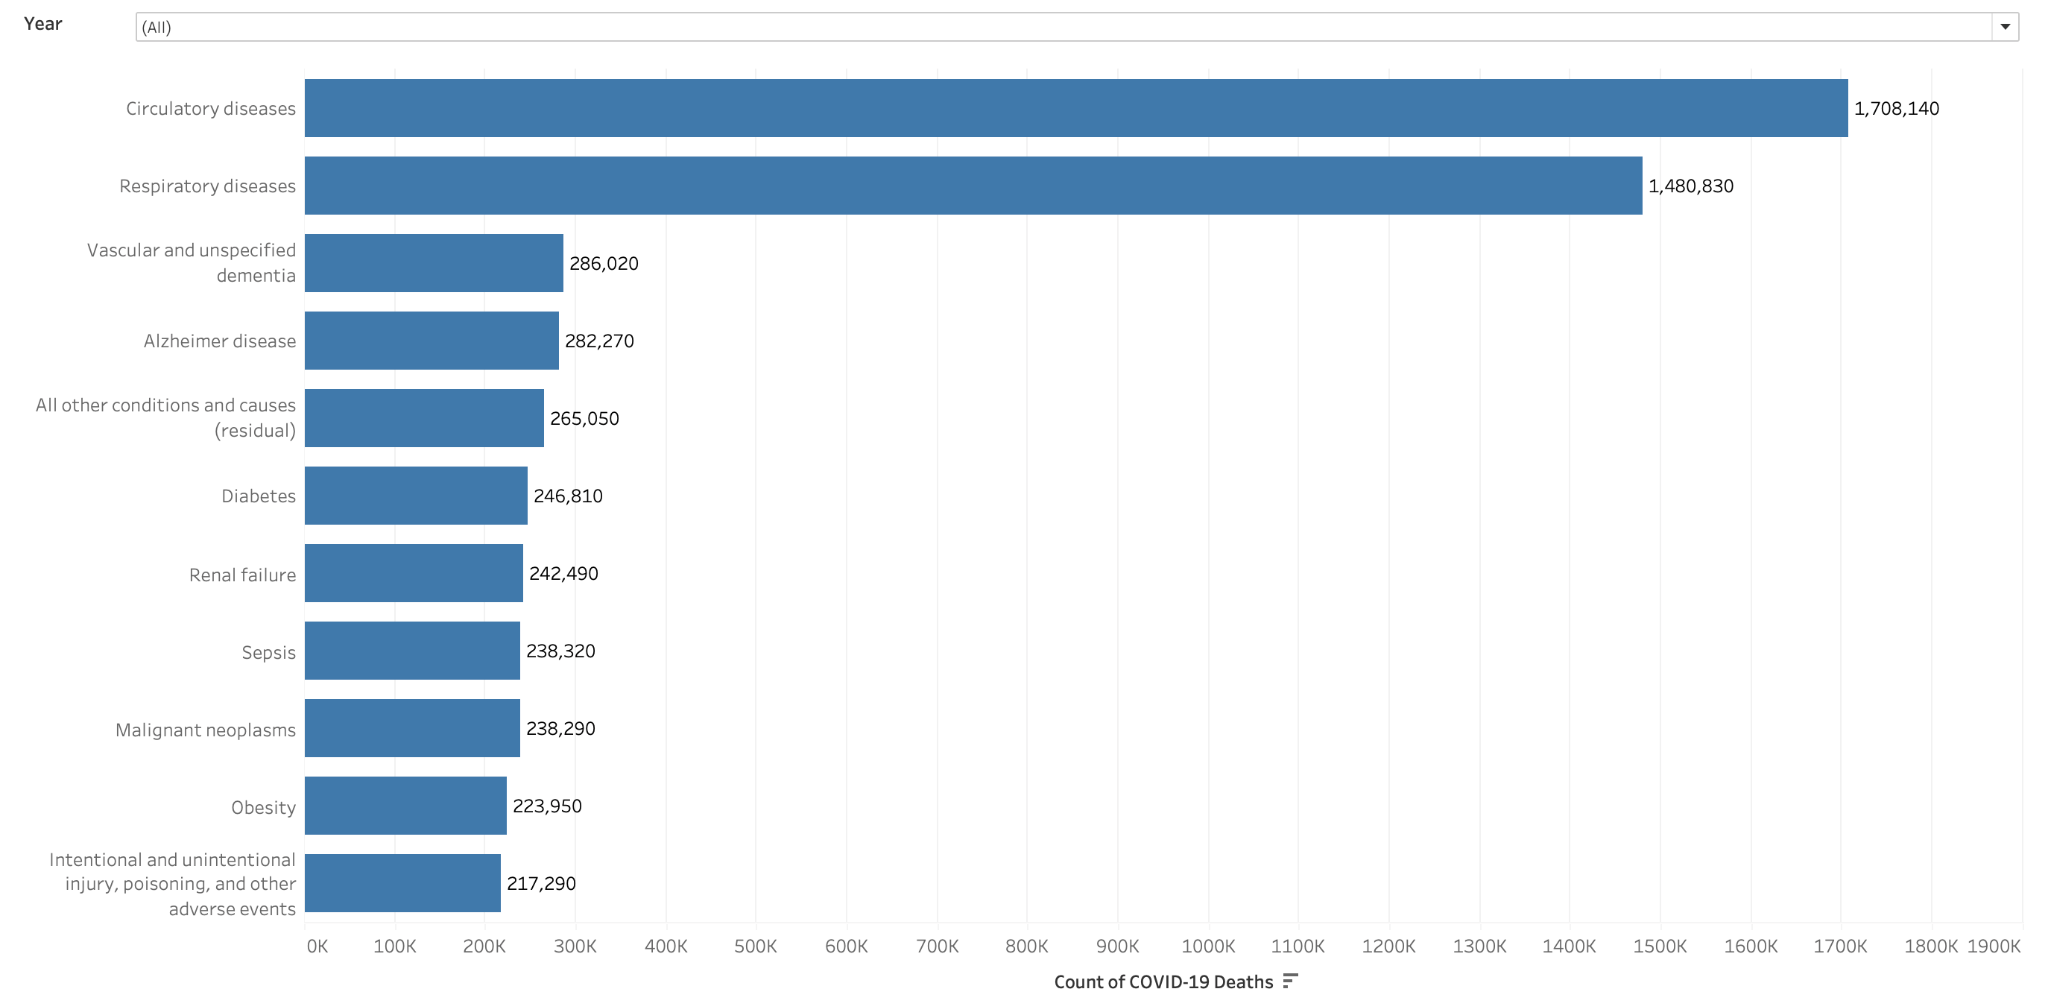 Year
(All)
Circulatory diseases
1,708,140
Respiratory diseases
1,480,830
Vascular and unspecified
dementia
286,020
Alzheimer disease
282,270
All other conditions and causes
(residual)
265,050
Diabetes
246,810
Renal failure
242,490
Sepsis
238,320
Malignant neoplasms
238,290
Obesity
223,950
Intentional and unintentional
injury, poisoning, and other
adverse events
217,290
0K 100K 200K 300K 400K 500K 600K 700K 800K 900K 1000K 1100K 1200K 1300K 1400K 1500K 1600K 1700K 1800K 1900K
Count of COVID-19 Deaths